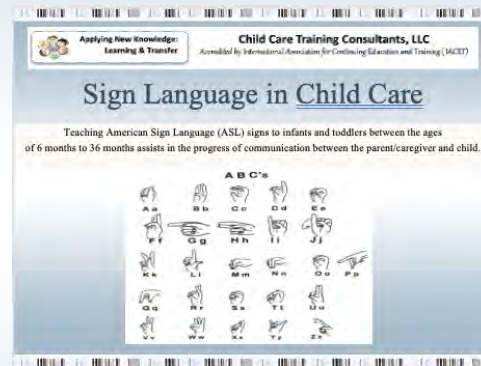 Applying New Knowledge:
Learning & Transfer
Child Care Training Consultants, LLC
Accredited by International Association for Continuing Education and Training (IACET)
Sign Language in Child Care
Teaching American Sign Language (ASL) signs to infants and toddlers between the ages
of 6 months to 36 months assists in the progress of communication between the parent/caregiver and child.
A B C's
Aa Bb Cc Dd Ee
Ff Gg Hh Ii Jj
Kk Ll Mm Nn Oo Pp
Qq Rr Ss Tt Uu
Vv Ww Xx Yy Zz